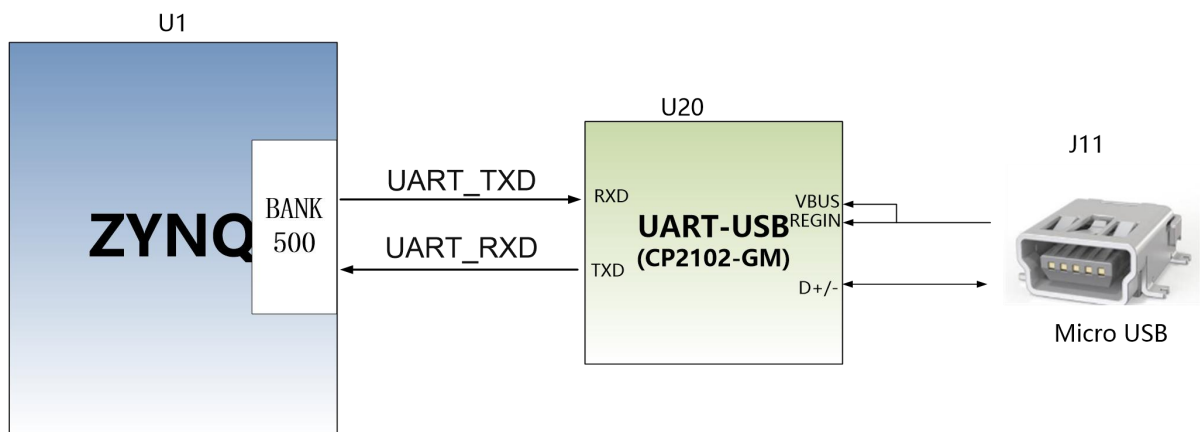 U1
ZYNQ
BANK
500
UART_TXD
UART_RXD
U20
RXD
TXD
UART-USB
(CP2102-GM)
VBUS
REGIN
D+/-
J11
Micro USB